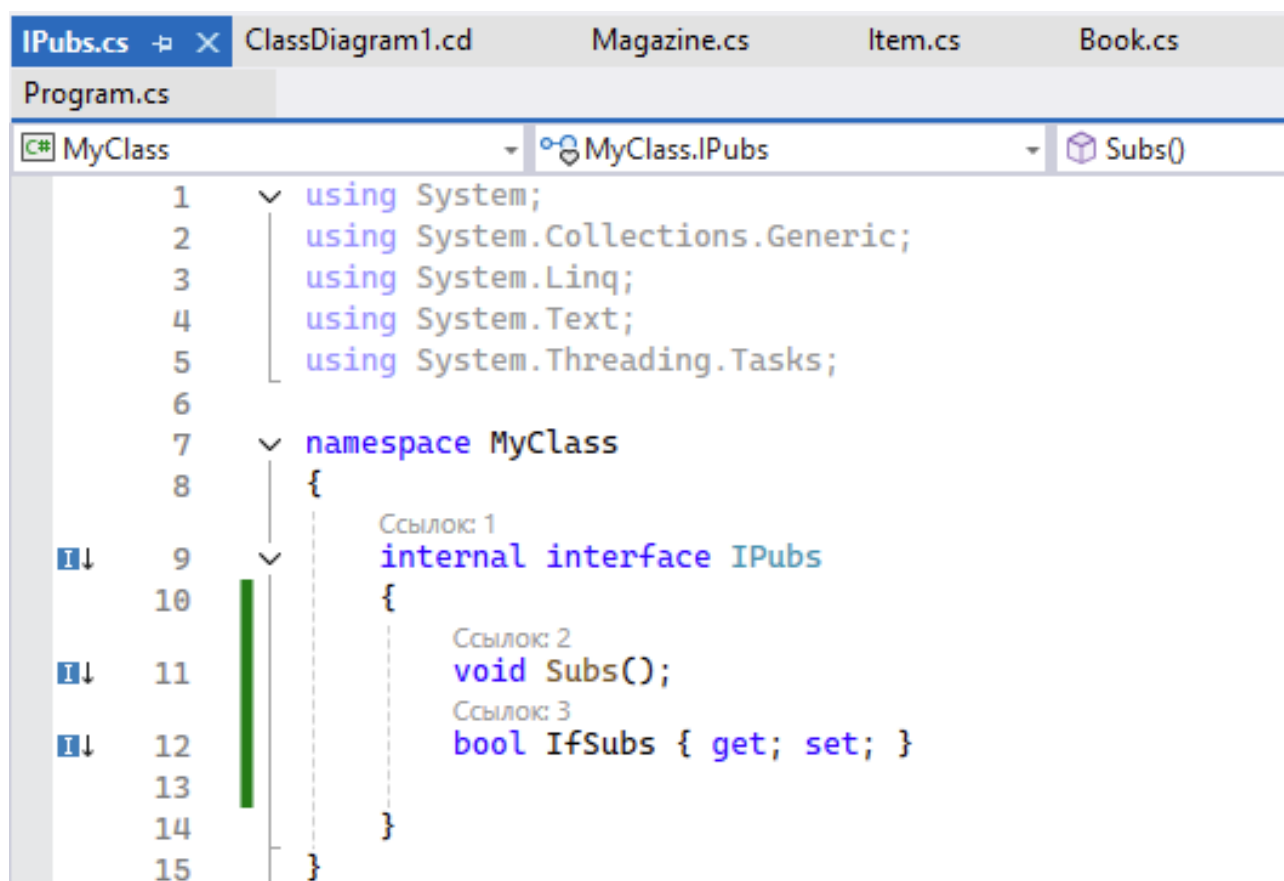 IPubs.cs ClassDiagram1.cd Magazine.cs Item.cs Book.cs
Program.cs
C# MyClass MyClass.IPubs Subs()
1 using System;
2 using System.Collections.Generic;
3 using System.Linq;
4 using System.Text;
5 using System.Threading.Tasks;
6
7 namespace MyClass
8 {
Ссылок: 1
9 internal interface IPubs
10 {
Ссылок: 2
11 void Subs();
Ссылок: 3
12 bool IfSubs { get; set; }
13
14 }
15 }